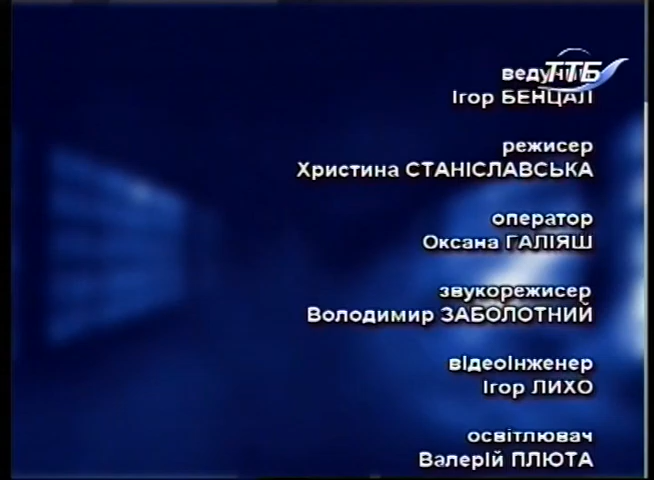 ТТБ
ведучий
Ігор БЕНЦАЛ
режисер
Христина СТАНІСЛАВСЬКА
оператор
Оксана ГАЛІЯШ
звукорежисер
Володимир ЗАБОЛОТНИЙ
відеоінженер
Ігор ЛИХО
освітлювач
Валерій ПЛЮТА